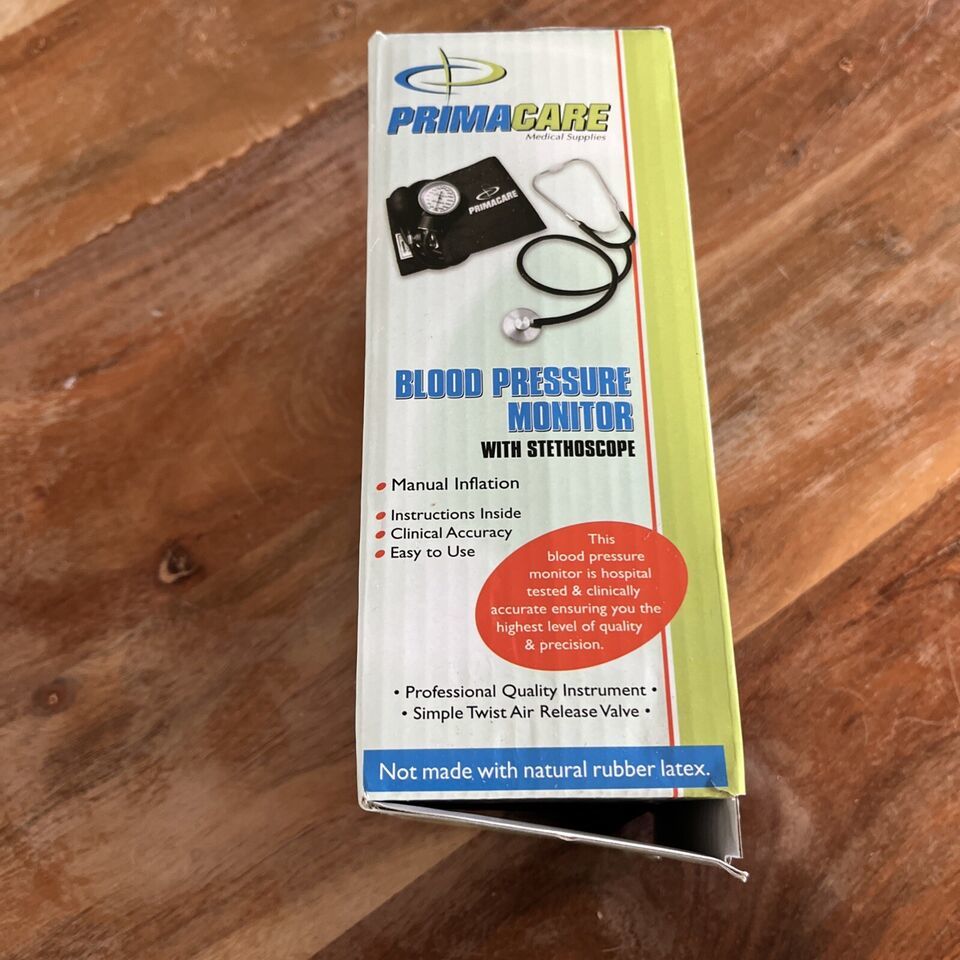 PRIMACARE
Medical Supplies
PRIMACARE
BLOOD PRESSURE
MONITOR
WITH STETHOSCOPE
• Manual Inflation
• Instructions Inside
• Clinical Accuracy
• Easy to Use
This
blood pressure
monitor is hospital
tested & clinically
accurate ensuring you the
highest level of quality
& precision.
• Professional Quality Instrument •
• Simple Twist Air Release Valve •
Not made with natural rubber latex.